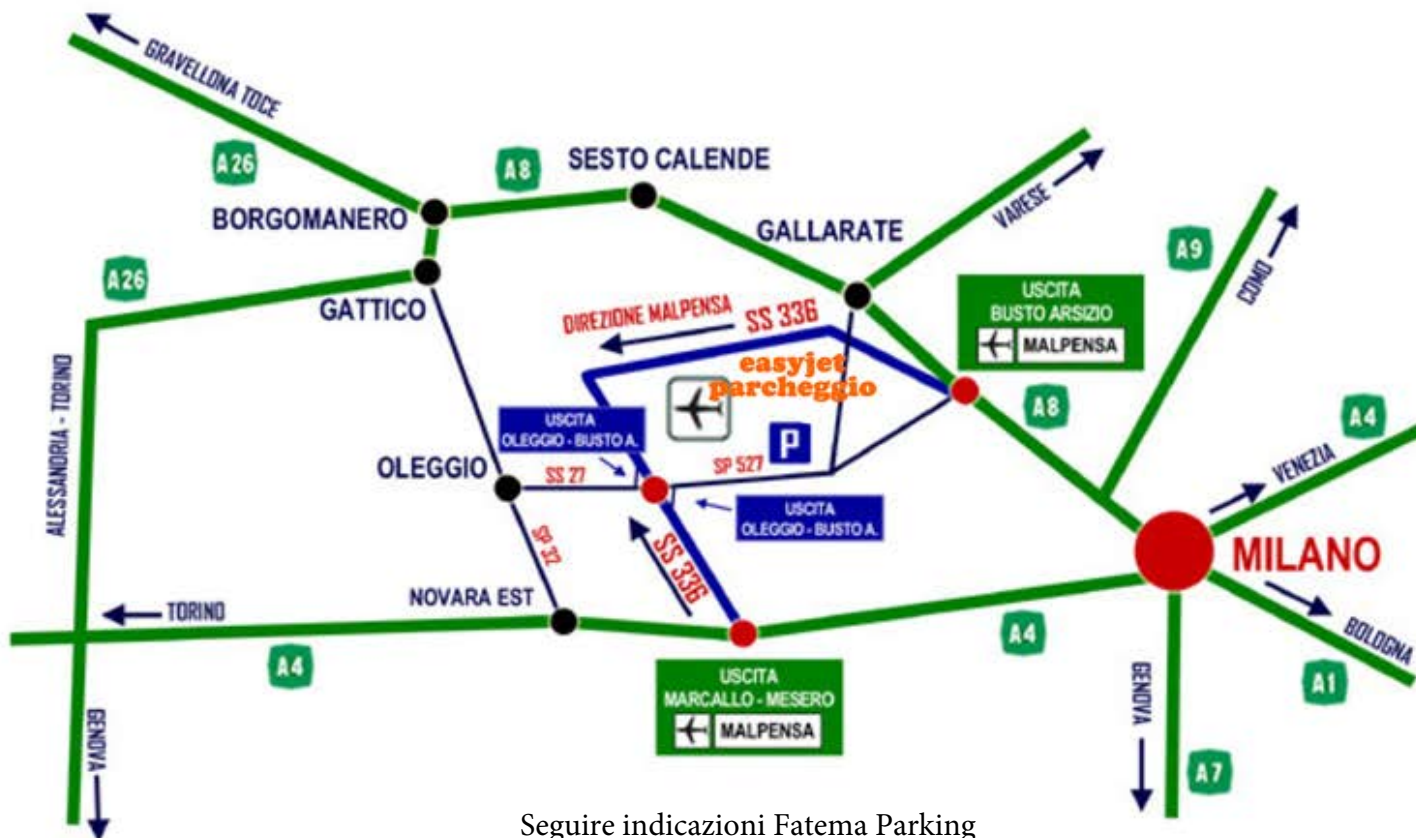 GRAVELLONA TOCE
A26
A8
SESTO CALENDE
BORGOMANERO
GALLARATE
VARESE
A9
COMO
A26
GATTICO
DIREZIONE MALPENSA
SS 336
USCITA
BUSTO ARSIZIO
MALPENSA
easyjet
parcheggio
A8
A4
ALESSANDRIA - TORINO
USCITA
OLEGGIO - BUSTO A.
P
OLEGGIO
SS 27
SP 527
VENEZIA
USCITA
OLEGGIO - BUSTO A.
SP 32
SS 336
MILANO
NOVARA EST
TORINO
A4
A4
BOLOGNA
A1
USCITA
MARCALLO - MESERO
MALPENSA
GENOVA
GENOVA
A7
Seguire indicazioni Fatema Parking